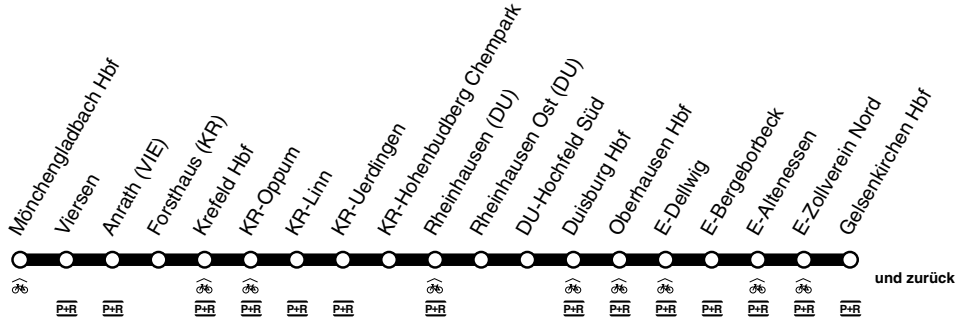 Mönchengladbach Hbf
Viersen
Anrath (VIE)
Forsthaus (KR)
Krefeld Hbf
KR-Oppum
KR-Linn
KR-Uerdingen
KR-Hohenbudberg Chempark
Rheinhausen (DU)
Rheinhausen Ost (DU)
DU-Hochfeld Süd
Duisburg Hbf
Oberhausen Hbf
E-Dellwig
E-Bergeborbeck
E-Altenessen
E-Zollverein Nord
Gelsenkirchen Hbf
und zurück
P+R P+R P+R P+R P+R P+R P+R P+R P+R P+R P+R P+R P+R P+R